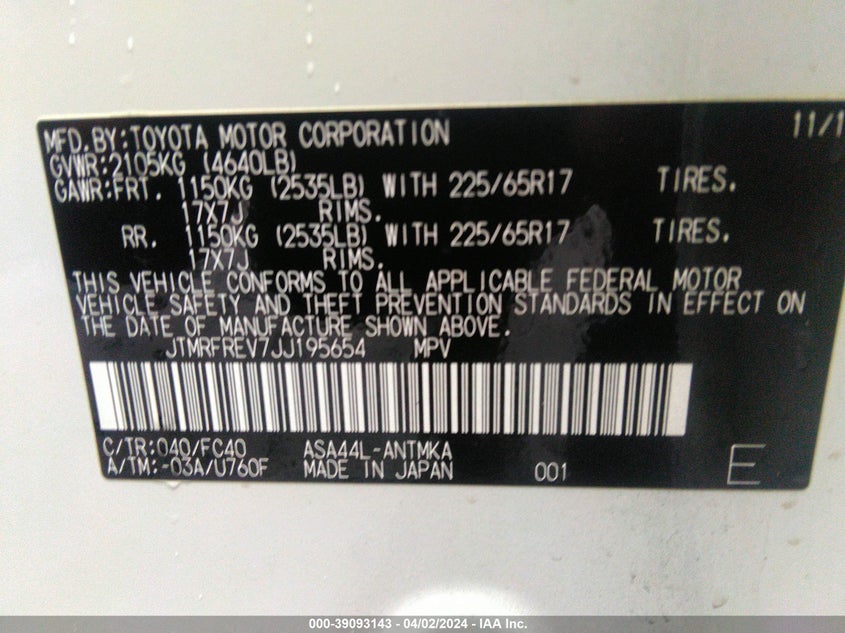 MFD.BY:TOYOTA MOTOR CORPORATION 11/1
GVWR:2105KG (4640LB)
GAWR:FRT. 1150KG (2535LB) WITH 225/65R17 TIRES.
17X7J RIMS.
RR. 1150KG (2535LB) WITH 225/65R17 TIRES.
17X7J RIMS.
THIS VEHICLE CONFORMS TO ALL APPLICABLE FEDERAL MOTOR
VEHICLE SAFETY AND THEFT PREVENTION STANDARDS IN EFFECT ON
THE DATE OF MANUFACTURE SHOWN ABOVE.
JTMRFREV7JJ195654 MPV
C/TR:040/FC40 ASA44L-ANTMKA
A/TM:-03A/U760F MADE IN JAPAN 001 E
000-39093143 - 04/02/2024 - IAA Inc.